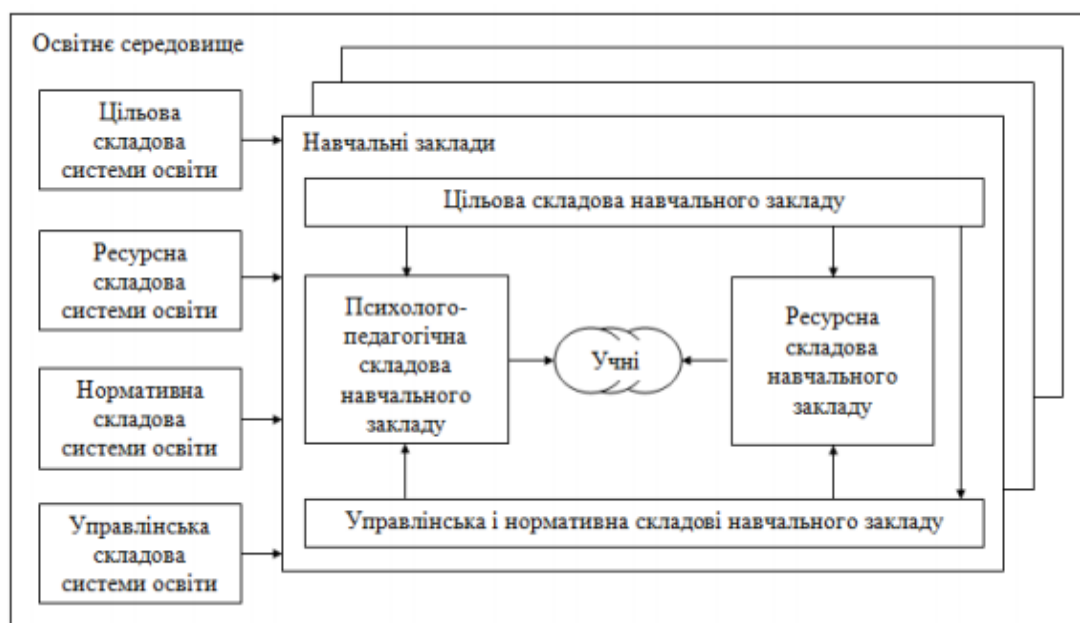 Освітнє середовище
Цільова
складова
системи освіти
Ресурсна
складова
системи освіти
Нормативна
складова
системи освіти
Управлінська
складова
системи освіти
Навчальні заклади
Цільова складова навчального закладу
Психолого-
педагогічна
складова
навчального
закладу
Учні
Ресурсна
складова
навчального
закладу
Управлінська і нормативна складові навчального закладу